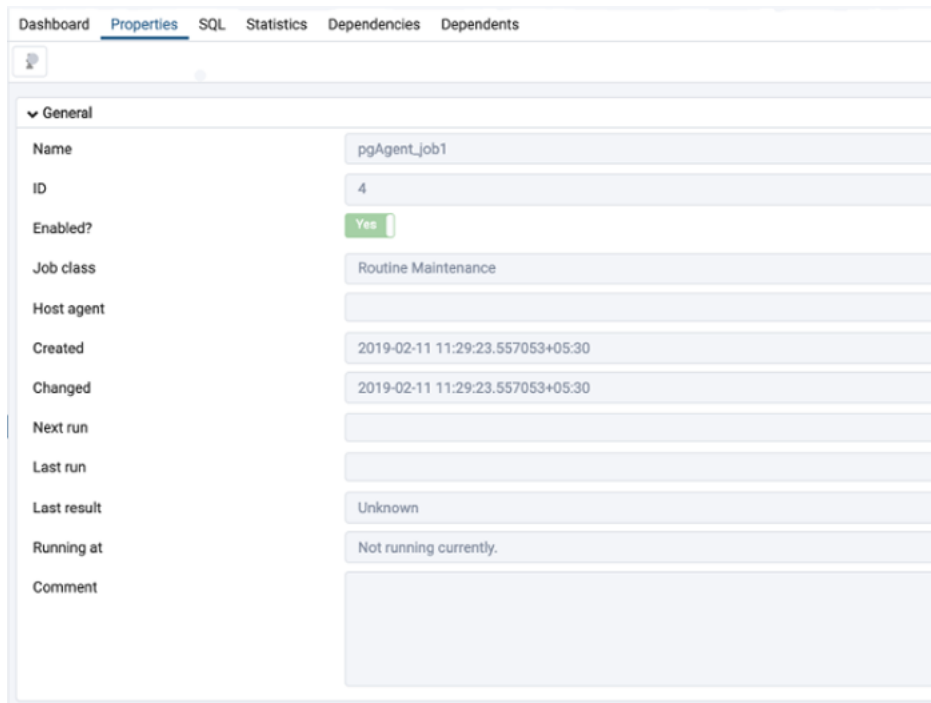 Dashboard Properties SQL Statistics Dependencies Dependents
General
Name pgAgent_job1
ID 4
Enabled? Yes
Job class Routine Maintenance
Host agent
Created 2019-02-11 11:29:23.557053+05:30
Changed 2019-02-11 11:29:23.557053+05:30
Next run
Last run
Last result Unknown
Running at Not running currently.
Comment